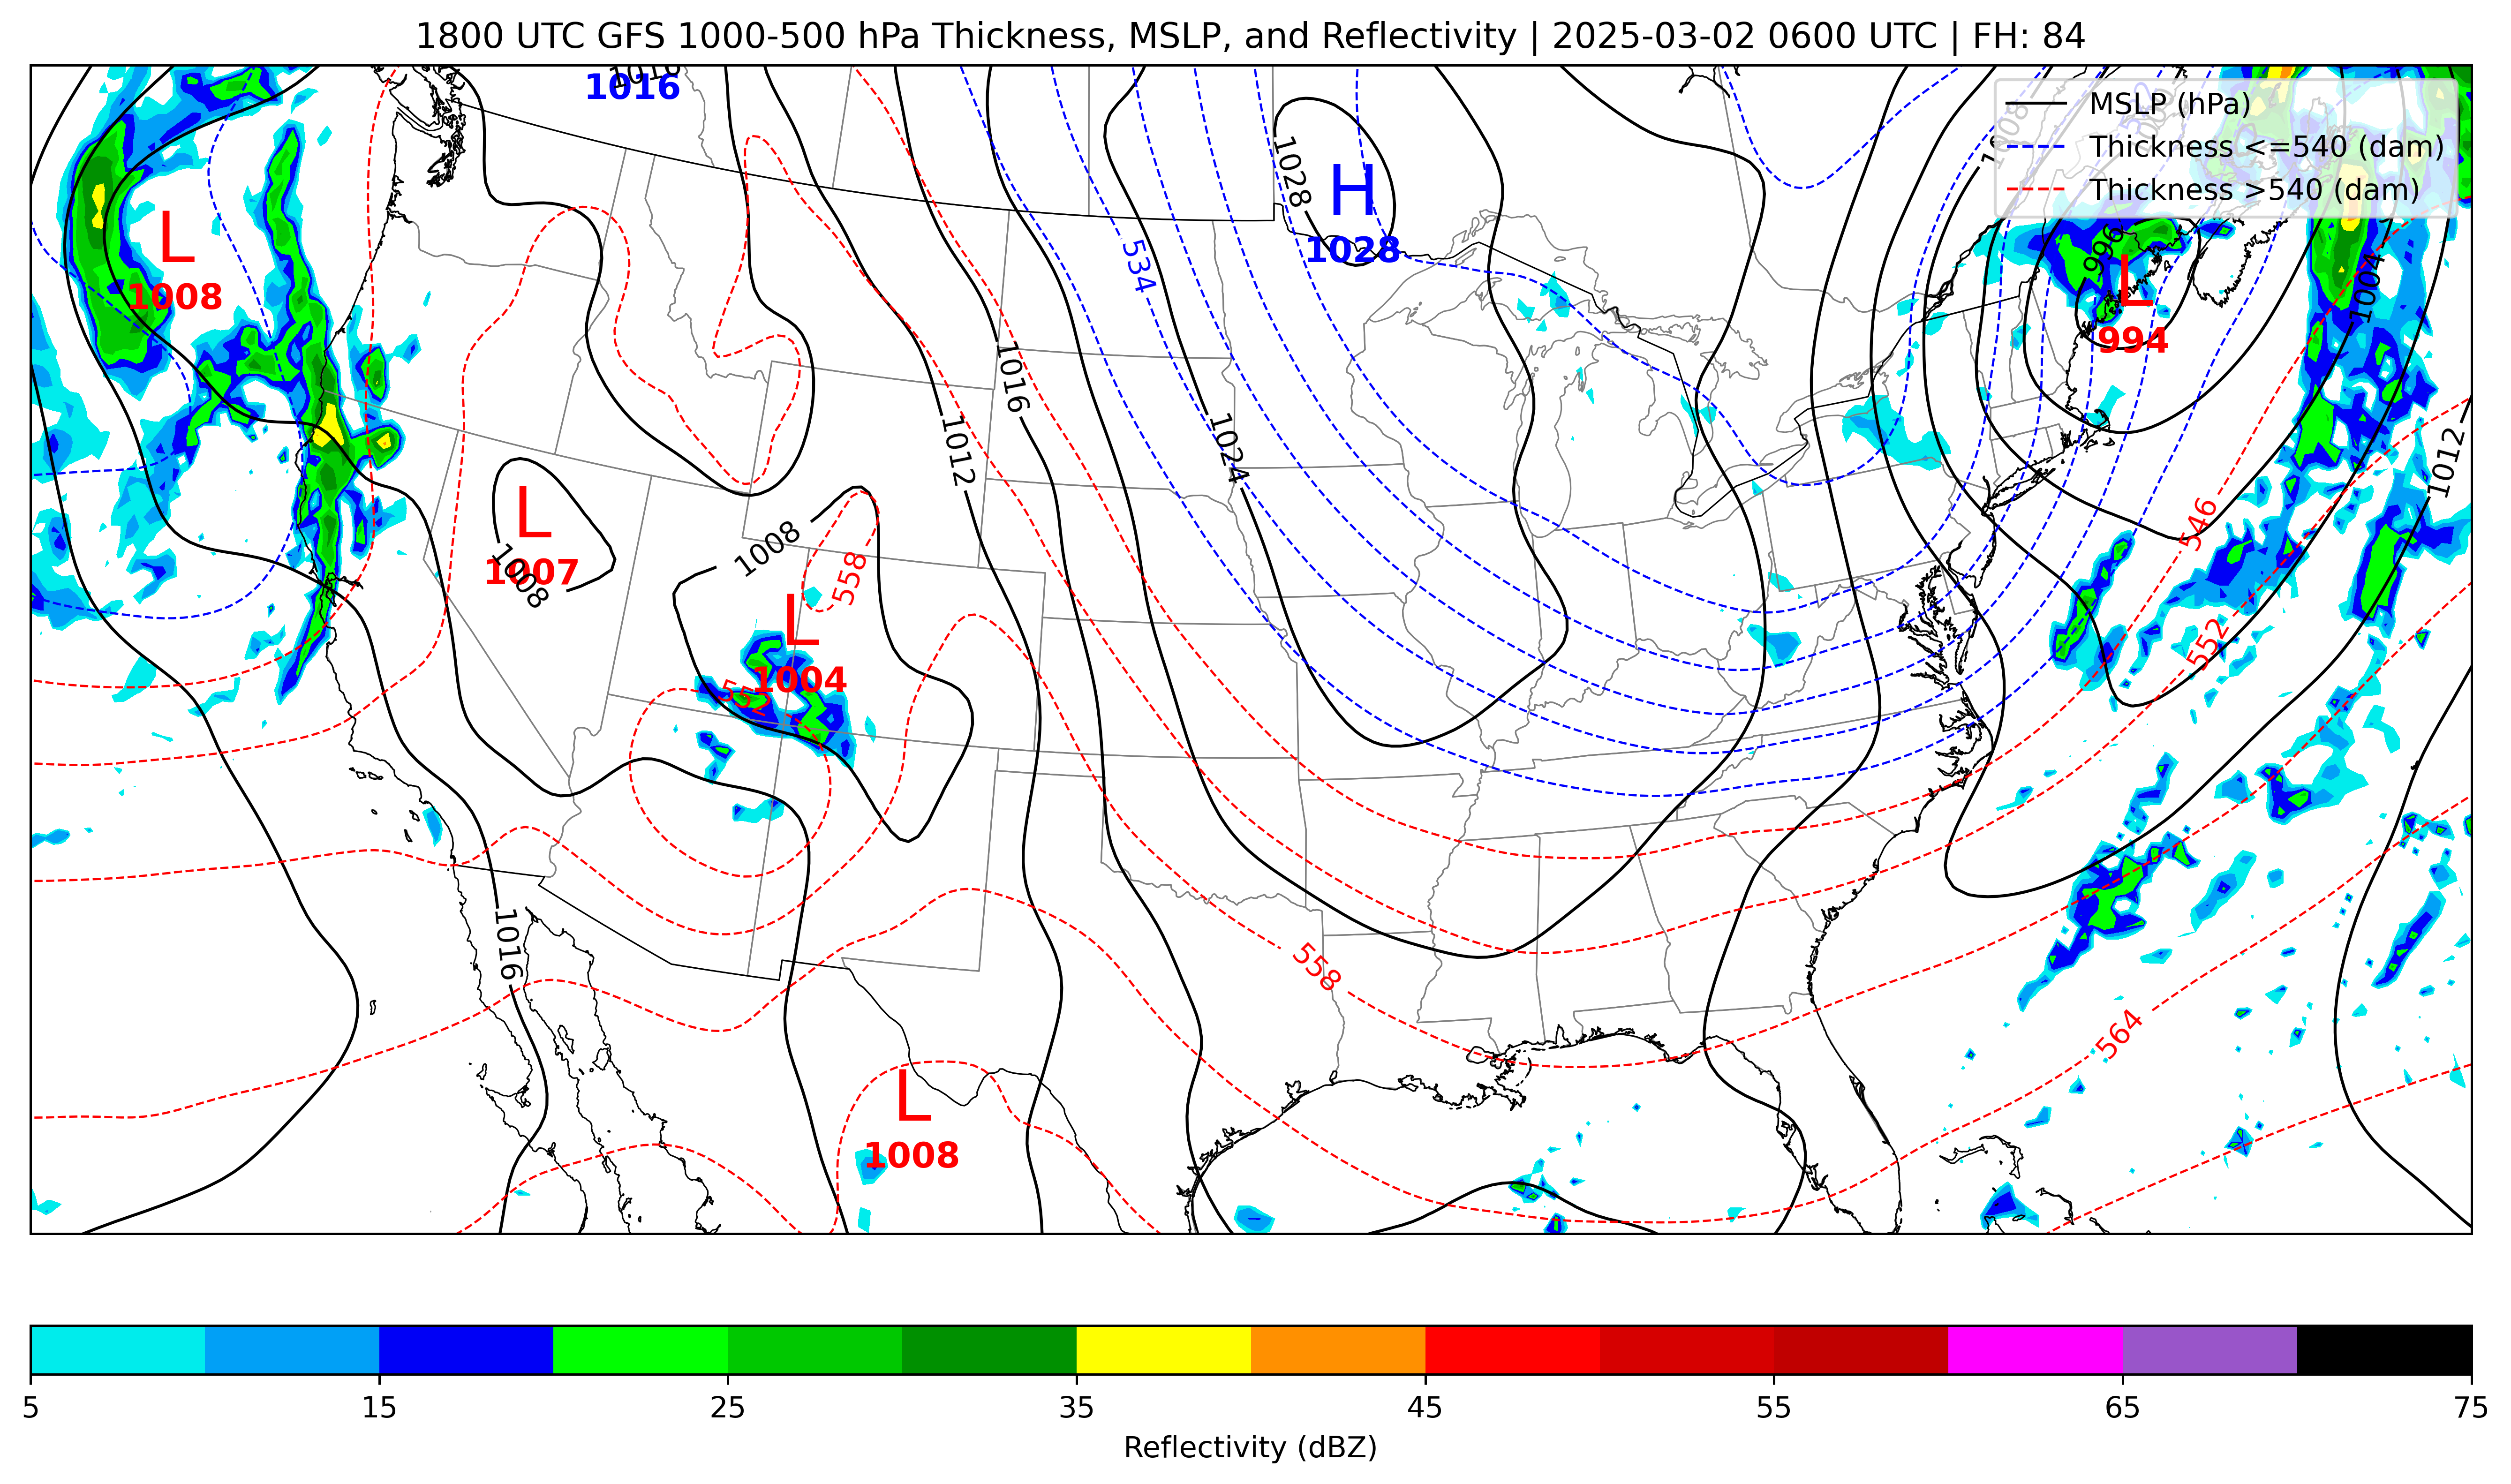 1800 UTC GFS 1000-500 hPa Thickness, MSLP, and Reflectivity | 2025-03-02 0600 UTC | FH: 84
1016
1016
MSLP (hPa)
Thickness <=540 (dam)
Thickness >540 (dam)
1028
H
1028
534
L
1008
996
L
994
1004
1016
1012
1024
1012
L
1007
1008
1008
558
546
552
L
1004
1016
558
564
L
1008
5 15 25 35 45 55 65 75
Reflectivity (dBZ)